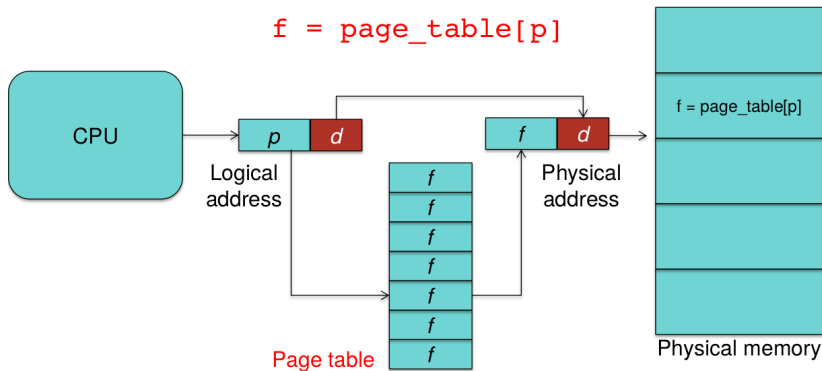 f = page_table[p]
CPU
p
d
Logical
address
f
d
Physical
address
f
f
f
f
f
f
f
Page table
f = page_table[p]
Physical memory